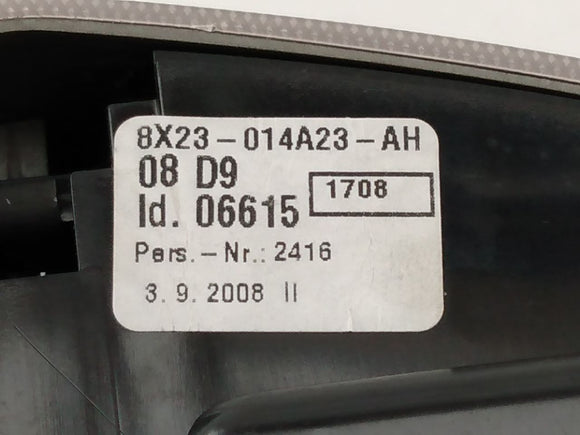 8X23-014A23-AH
08 D9
1708
Id. 06615
Pers.-Nr.: 2416
3.9.2008 II